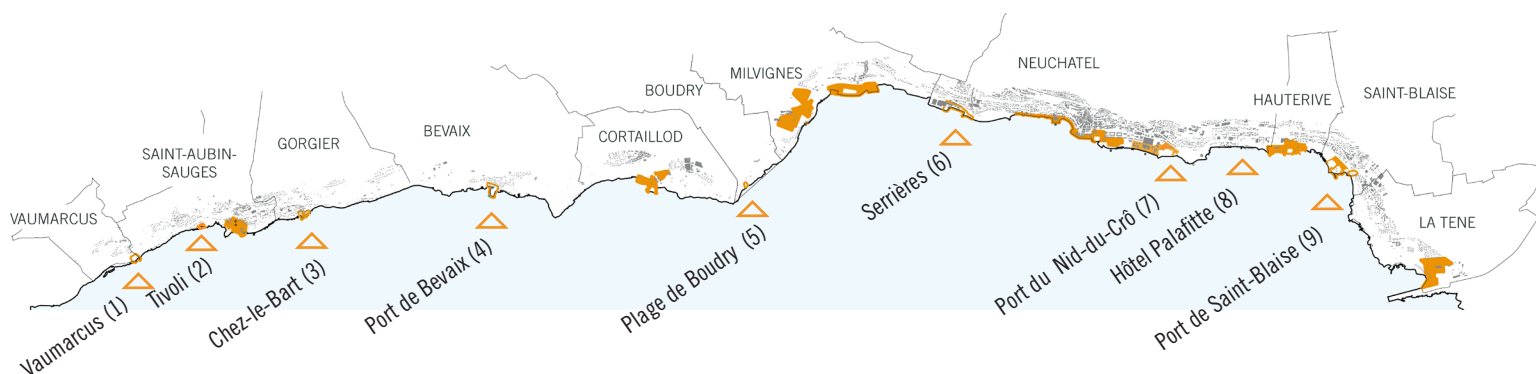 VAUMARCUS
SAINT-AUBIN-
SAUGES
GORGIER
BEVAIX
CORTAILLOD
BOUDRY
MILVIGNES
NEUCHATEL
HAUTERIVE
SAINT-BLAISE
LA TENE
Vaumarcus (1)
Tivoli (2)
Chez-le-Bart (3)
Port de Bevaix (4)
Plage de Boudry (5)
Serrières (6)
Port du Nid-du-Crô (7)
Hôtel Palafitte (8)
Port de Saint-Blaise (9)